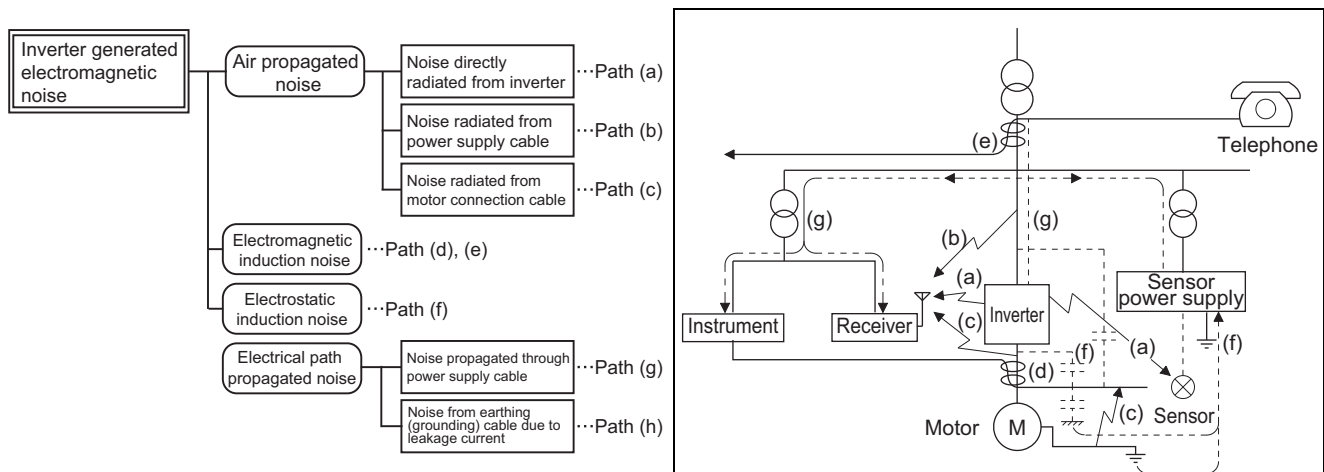 Inverter generated
electromagnetic
noise
Air propagated
noise
Noise directly
radiated from inverter
···Path (a)
Noise radiated from
power supply cable
···Path (b)
Noise radiated from
motor connection cable
···Path (c)
Electromagnetic
induction noise
···Path (d), (e)
Electrostatic
induction noise
···Path (f)
Electrical path
propagated noise
Noise propagated through
power supply cable
···Path (g)
Noise from earthing
(grounding) cable due to
leakage current
···Path (h)
Telephone
(e)
(g)
(g)
(b)
(a)
(c)
Instrument
Receiver
Inverter
Sensor
power supply
(f)
(a)
(f)
(d)
(c)
Sensor
Motor
M